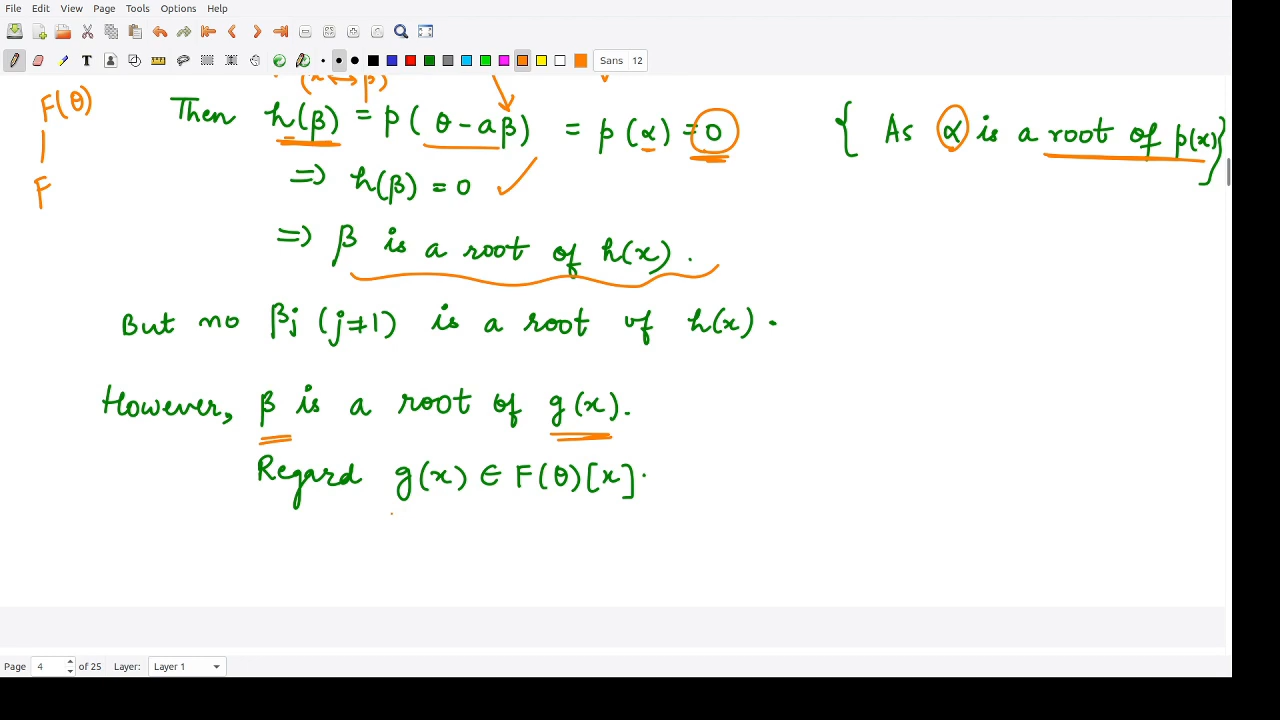 File Edit View Page Tools Options Help
T Sans 12
(x ↔ β)
F(θ) Then h(β) = p(θ - aβ) = p(α) = 0 { As α is a root of p(x)}
F ⇒ h(β) = 0 ✓
⇒ β is a root of h(x).
But no βj (j≠1) is a root of h(x).
However, β is a root of g(x).
Regard g(x) ∈ F(θ)[x].
Page 4 of 25 Layer: Layer 1